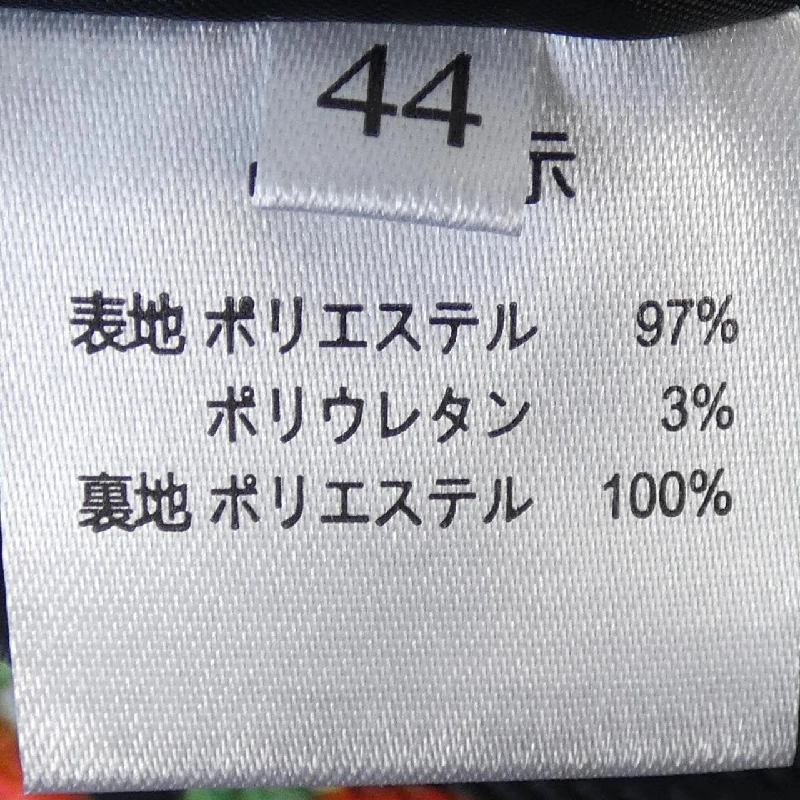 44
示
表地 ポリエステル 97%
ポリウレタン 3%
裏地 ポリエステル 100%